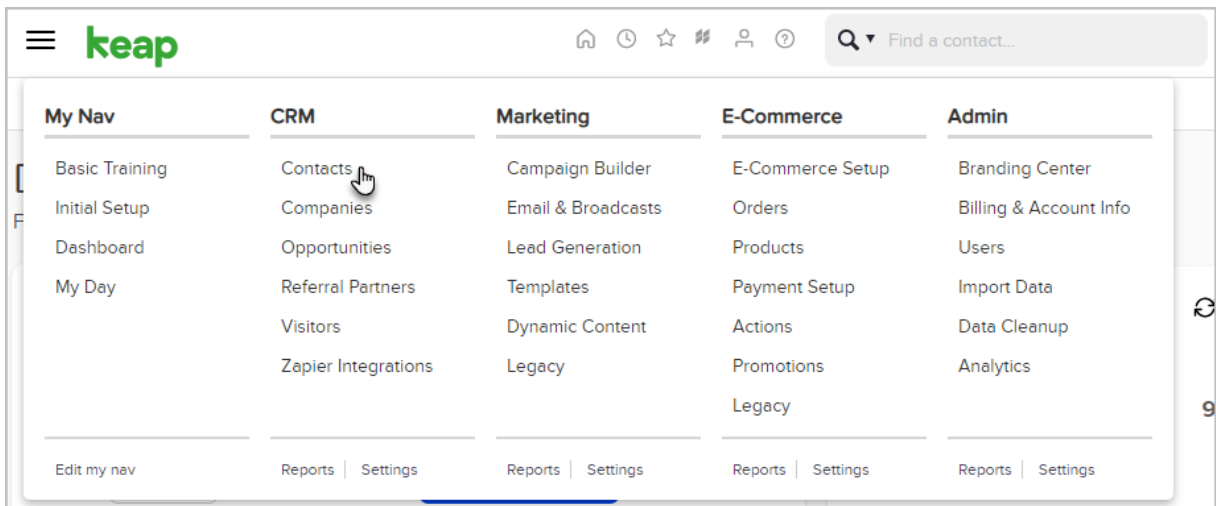 keap
Find a contact...
My Nav CRM Marketing E-Commerce Admin
Basic Training Contacts Campaign Builder E-Commerce Setup Branding Center
Initial Setup Companies Email & Broadcasts Orders Billing & Account Info
Dashboard Opportunities Lead Generation Products Users
My Day Referral Partners Templates Payment Setup Import Data
Visitors Dynamic Content Actions Data Cleanup
Zapier Integrations Legacy Promotions Analytics
Legacy
Edit my nav Reports Settings Reports Settings Reports Settings Reports Settings